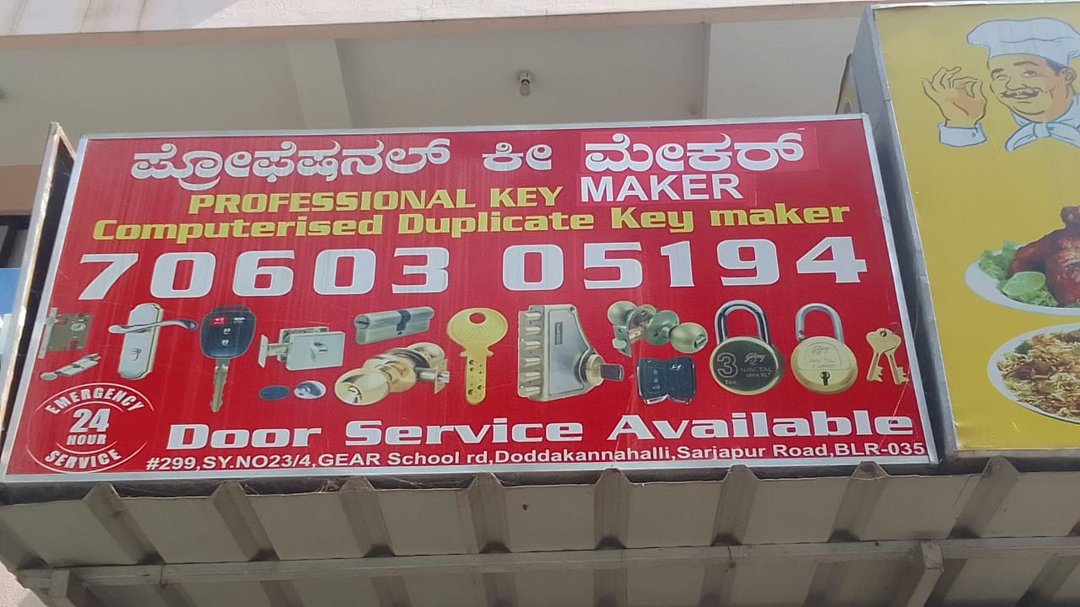 ಪ್ರೋಫೆಷನಲ್ ಕೀ ಮೇಕರ್
PROFESSIONAL KEY MAKER
Computerised Duplicate Key maker
70603 05194
EMERGENCY
24
HOUR
SERVICE
Door Service Available
#299,SY.NO23/4,GEAR School rd,Doddakannahalli,Sarjapur Road,BLR-035